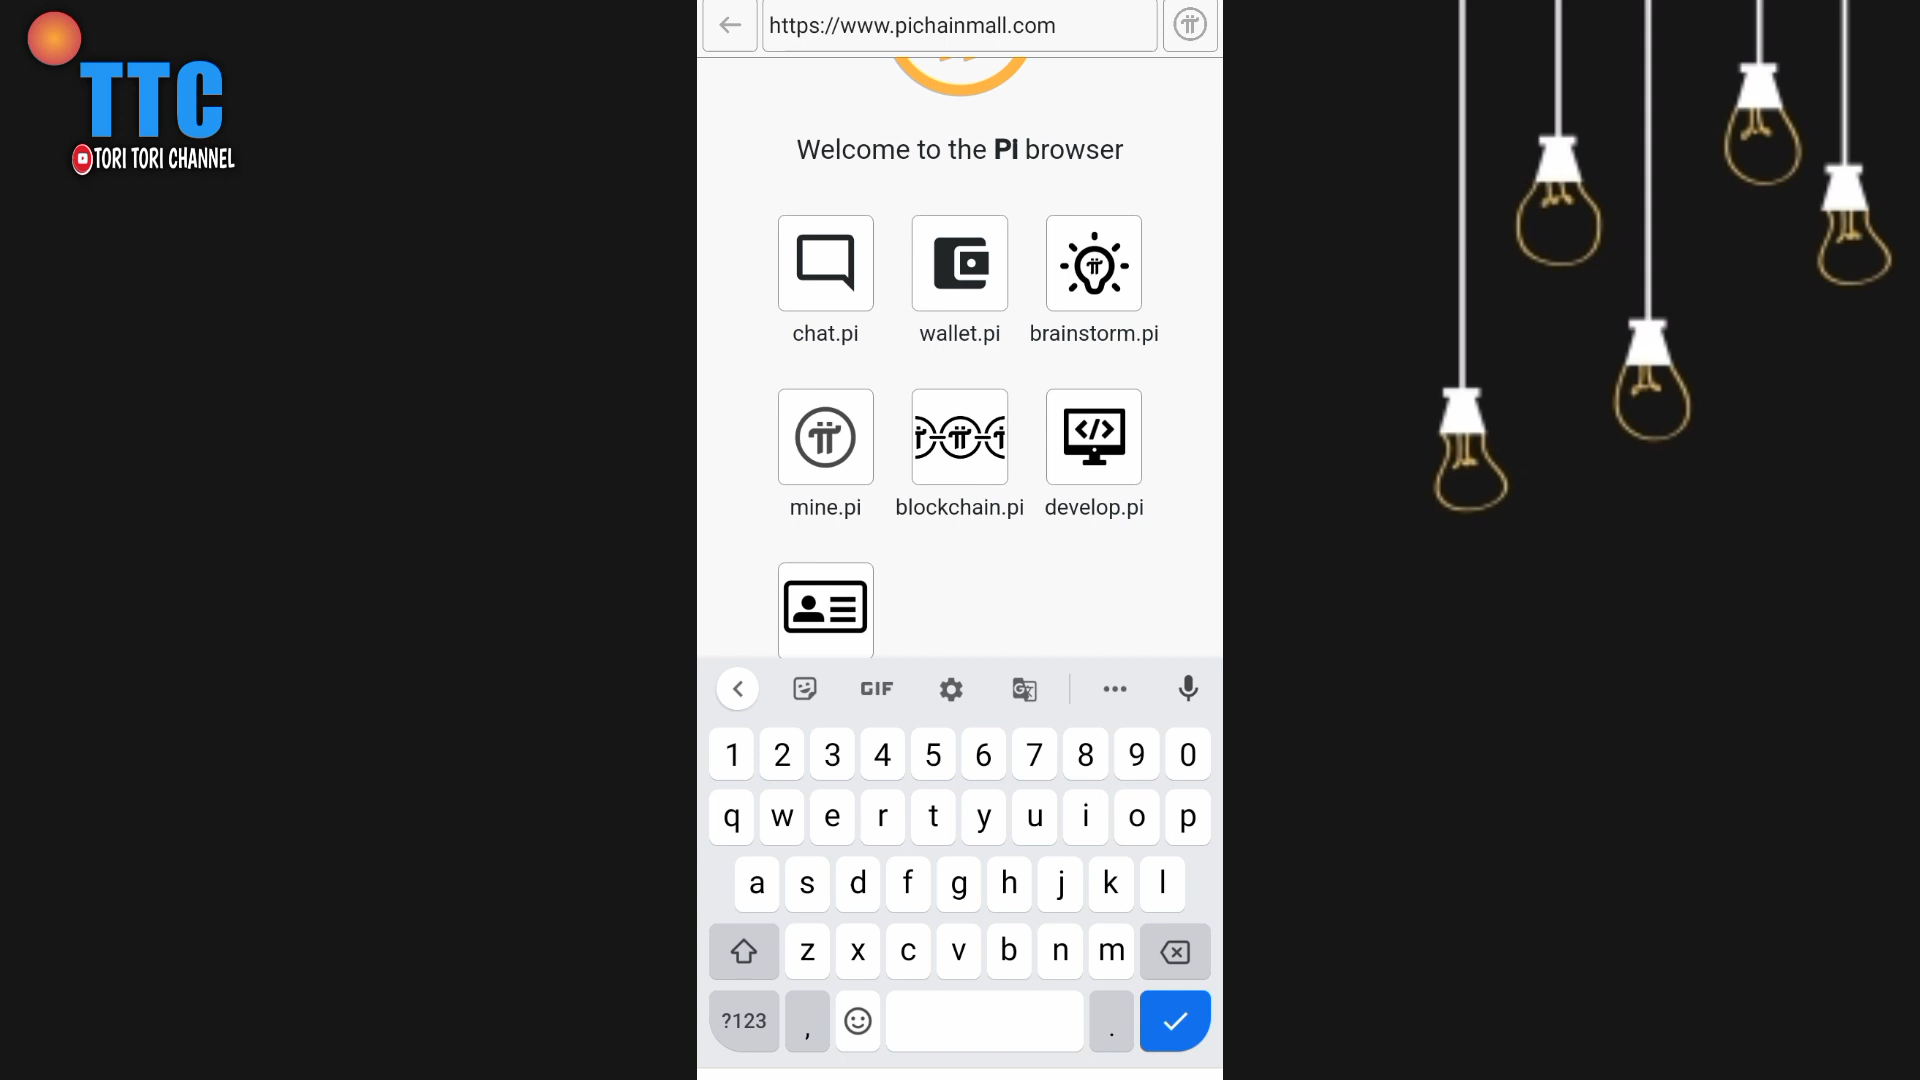 TTC
TORI TORI CHANNEL
https://www.pichainmall.com
Welcome to the Pi browser
chat.pi
wallet.pi
brainstorm.pi
mine.pi
blockchain.pi
develop.pi
GIF
1 2 3 4 5 6 7 8 9 0
q w e r t y u i o p
a s d f g h j k l
z x c v b n m
?123 , .